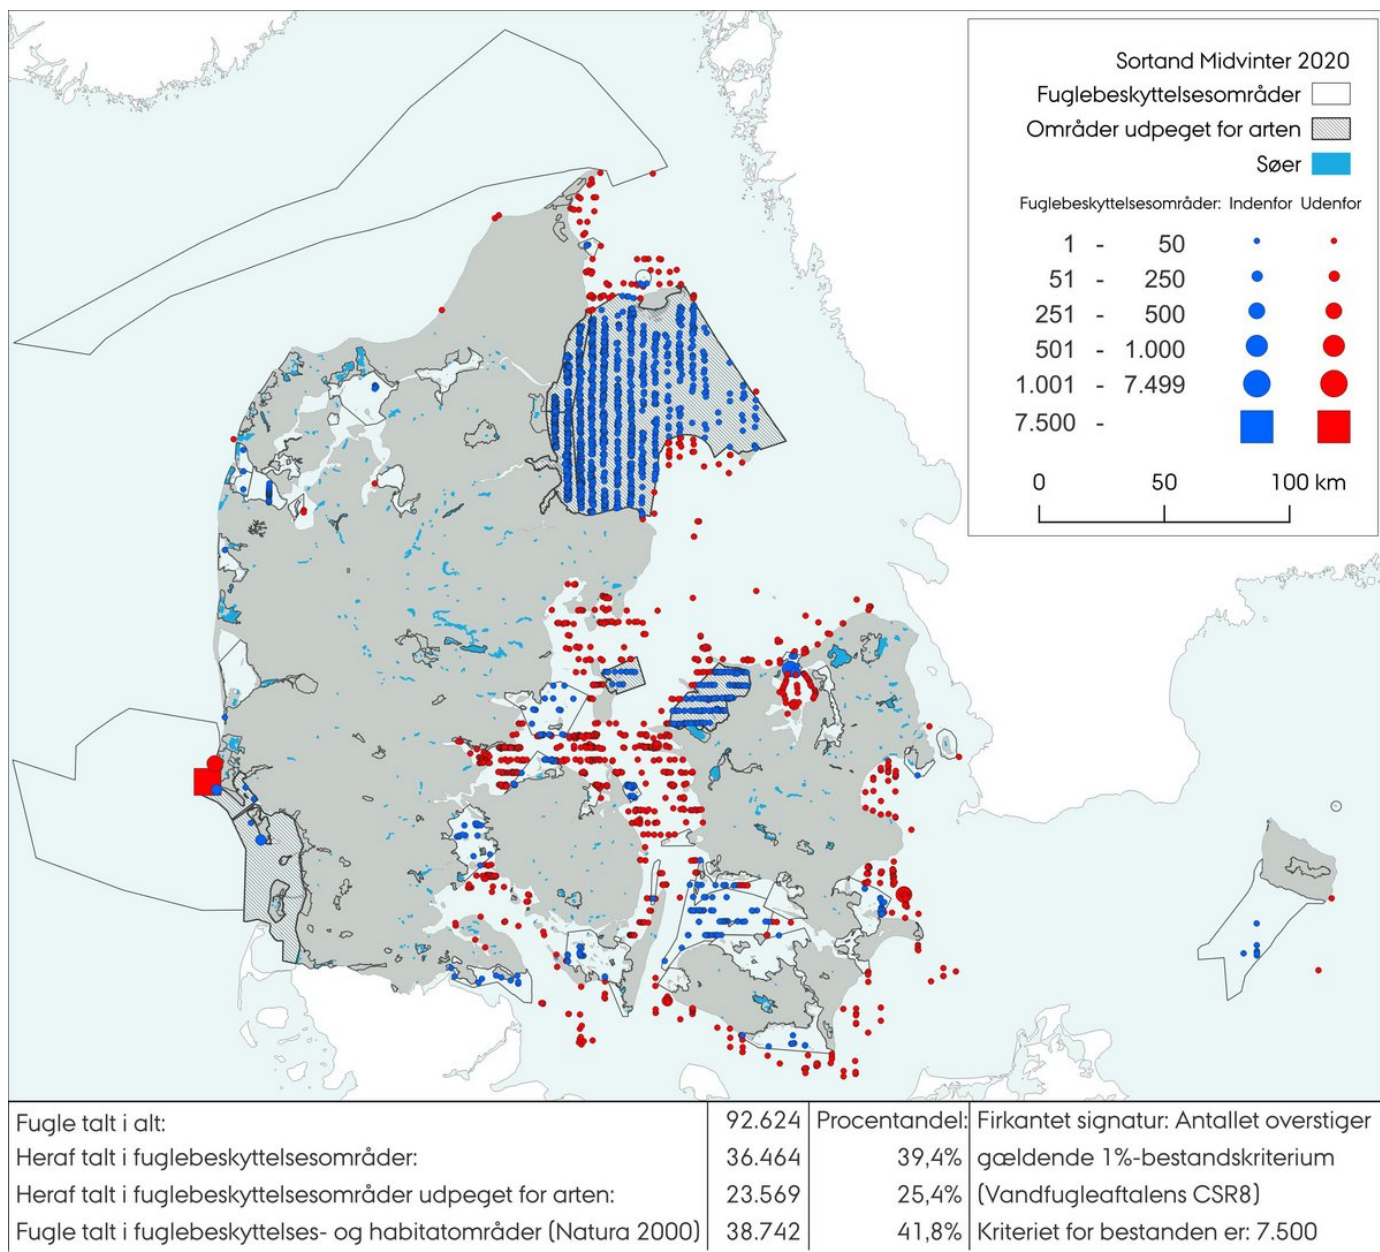 Sortand Midvinter 2020
Fuglebeskyttelsesområder
Områder udpeget for arten
Søer
Fuglebeskyttelsesområder: Indenfor Udenfor
1 - 50
51 - 250
251 - 500
501 - 1.000
1.001 - 7.499
7.500 -
0 50 100 km
Fugle talt i alt: 92.624 Procentandel: Firkantet signatur: Antallet overstiger
Heraf talt i fuglebeskyttelsesområder: 36.464 39,4% gældende 1%-bestandskriterium
Heraf talt i fuglebeskyttelsesområder udpeget for arten: 23.569 25,4% (Vandfugleaftalens CSR8)
Fugle talt i fuglebeskyttelses- og habitatområder (Natura 2000) 38.742 41,8% Kriteriet for bestanden er: 7.500